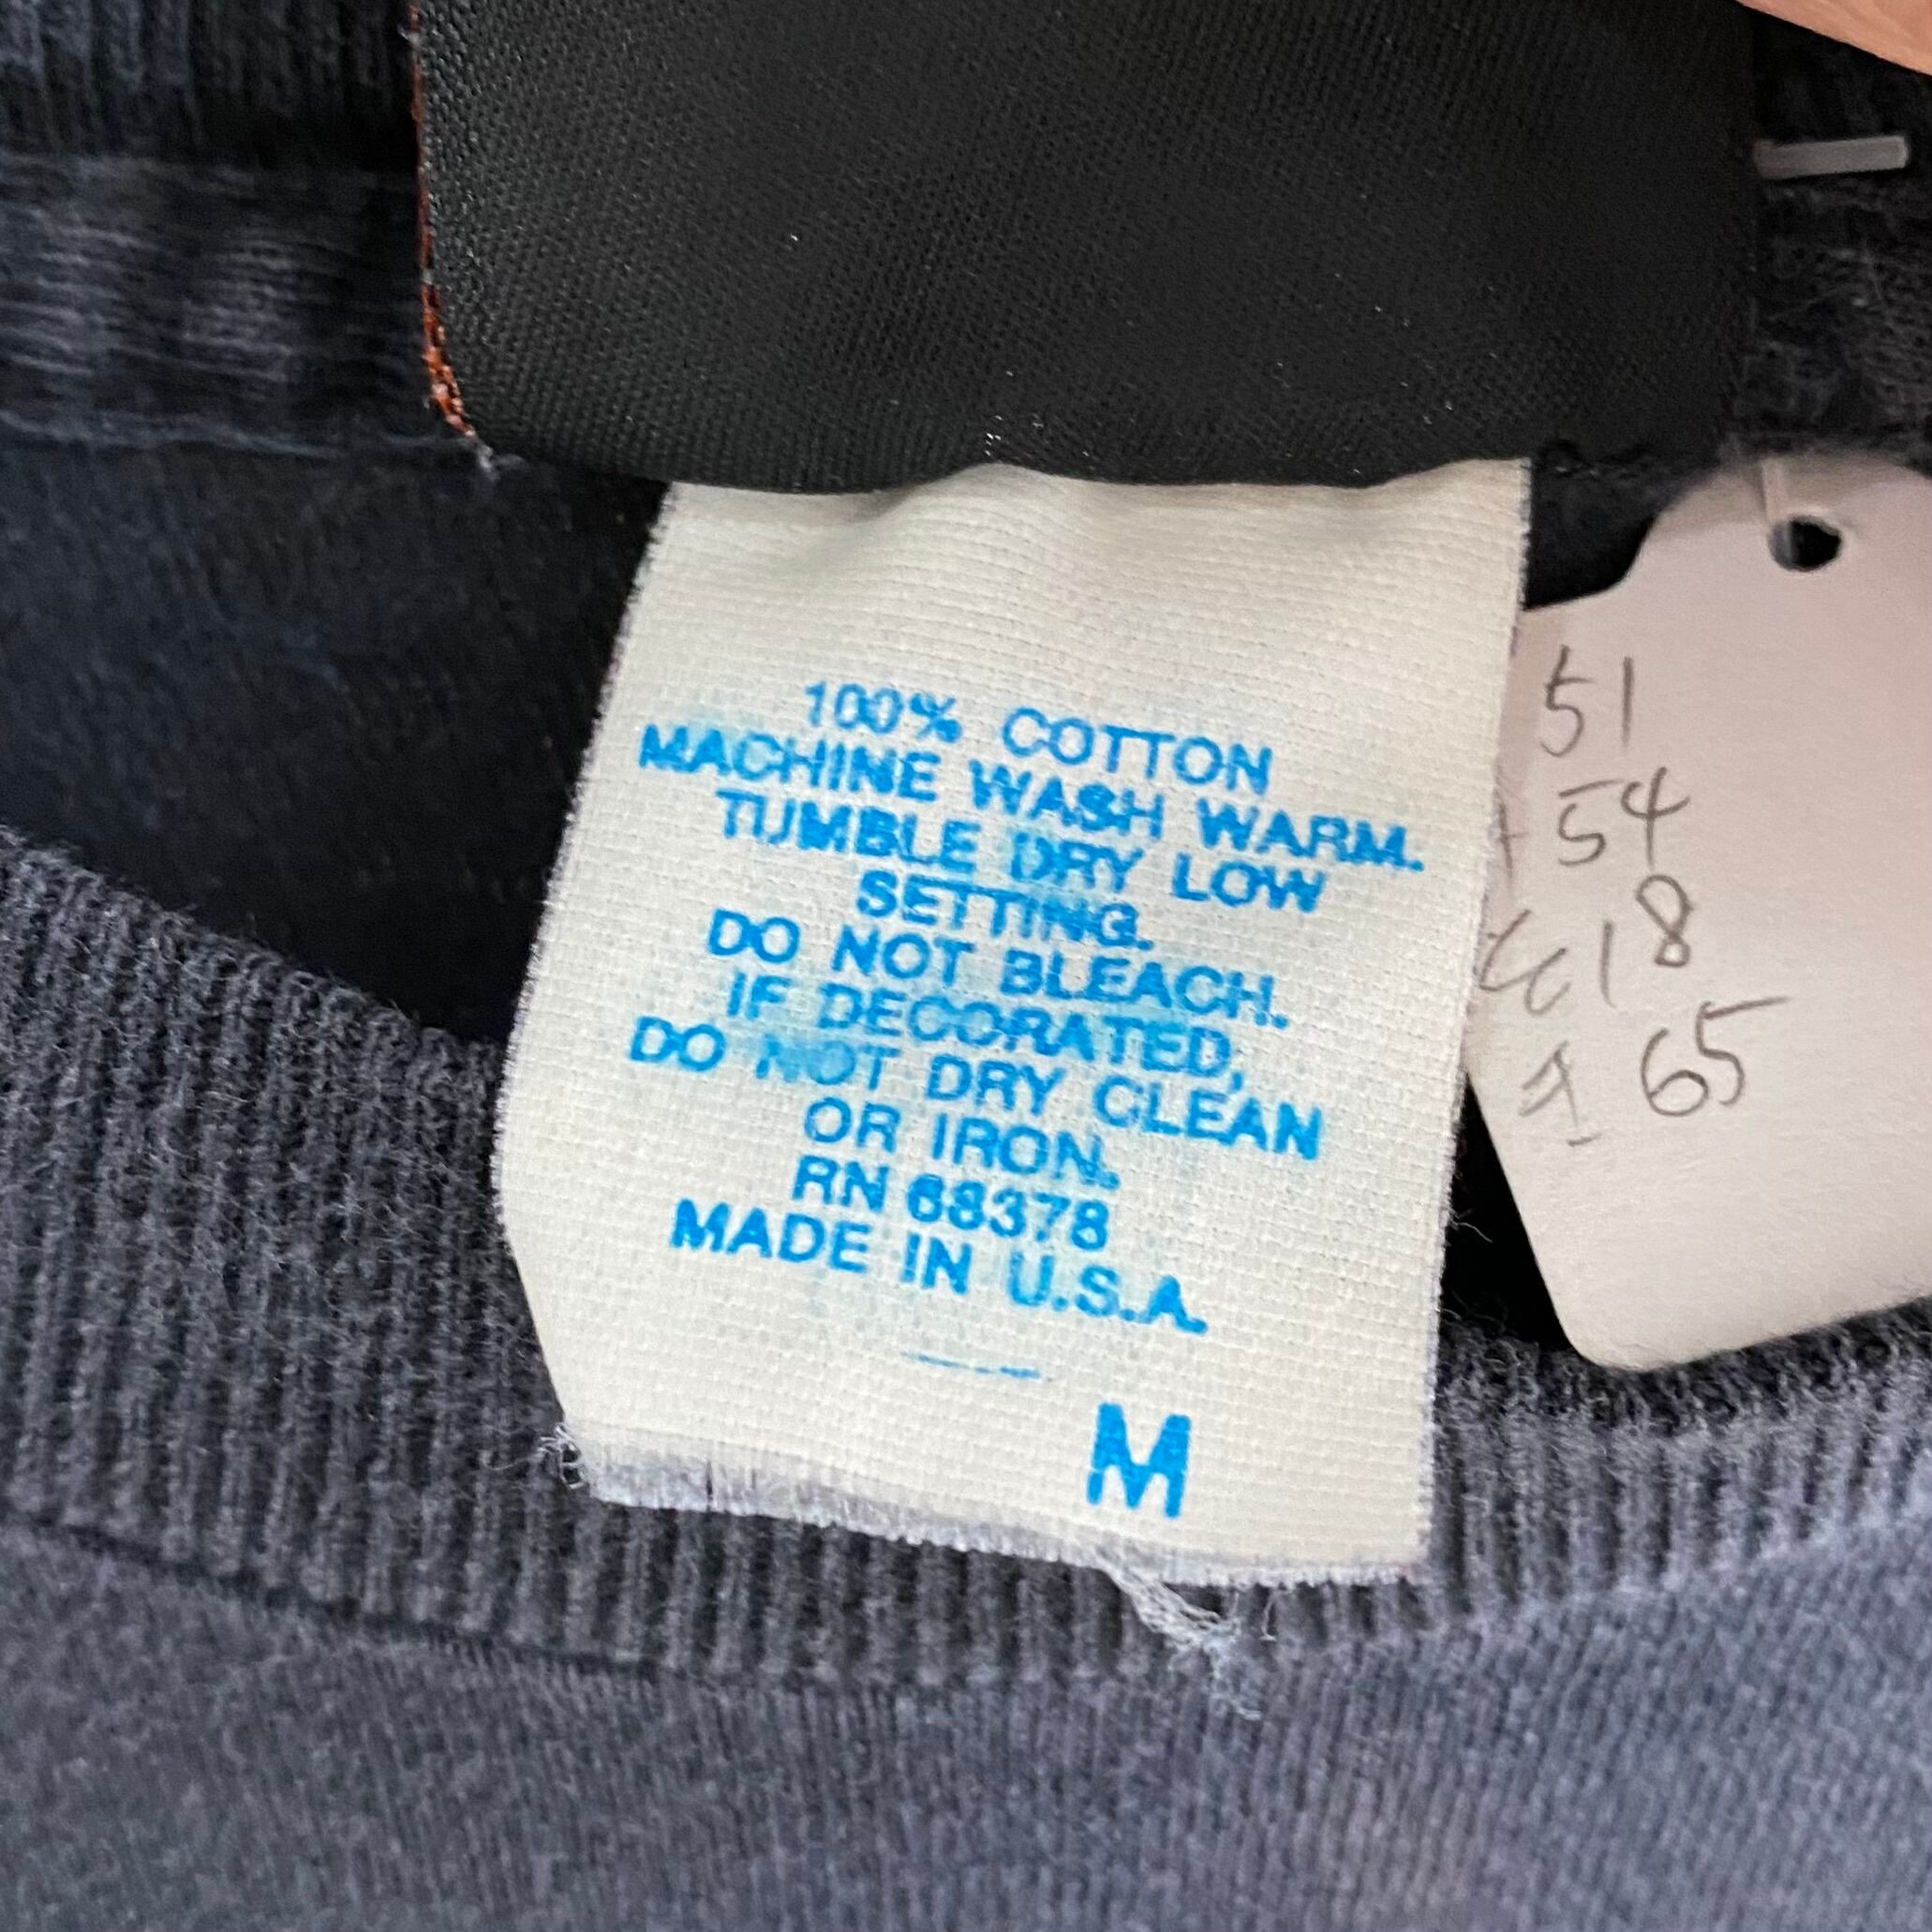 100% COTTON
MACHINE WASH WARM.
TUMBLE DRY LOW
SETTING.
DO NOT BLEACH.
IF DECORATED,
DO NOT DRY CLEAN
OR IRON.
RN 68378
MADE IN U.S.A.
M
51
54
18
65